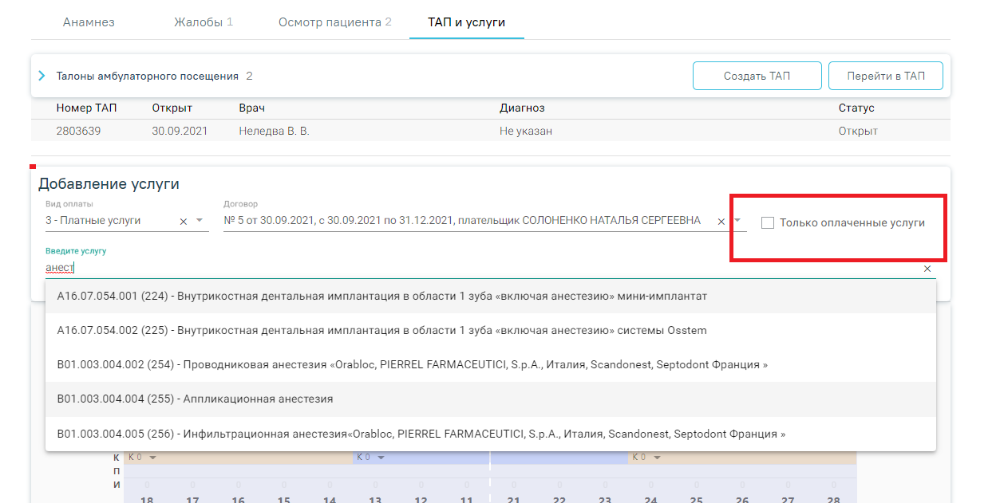 Анамнез Жалобы 1 Осмотр пациента 2 ТАП и услуги
Талоны амбулаторного посещения 2 Создать ТАП Перейти в ТАП
Номер ТАП Открыт Врач Диагноз Статус
2803639 30.09.2021 Неледва В. В. Не указан Открыт
Добавление услуги
Вид оплаты Договор
3 - Платные услуги № 5 от 30.09.2021, с 30.09.2021 по 31.12.2021, плательщик СОЛОНЕНКО НАТАЛЬЯ СЕРГЕЕВНА Только оплаченные услуги
Введите услугу
анест
A16.07.054.001 (224) - Внутрикостная дентальная имплантация в области 1 зуба «включая анестезию» мини-имплантат
A16.07.054.002 (225) - Внутрикостная дентальная имплантация в области 1 зуба «включая анестезию» системы Osstem
B01.003.004.002 (254) - Проводниковая анестезия «Orabloc, PIERREL FARMACEUTICI, S.p.A., Италия, Scandonest, Septodont Франция »
B01.003.004.004 (255) - Аппликационная анестезия
B01.003.004.005 (256) - Инфильтрационная анестезия«Orabloc, PIERREL FARMACEUTICI, S.p.A., Италия, Scandonest, Septodont Франция »
К К 0 К 0 К 0
П
И 0 0 0 0 0 0 0 0 0 0 0 0 0 0 0 0
18 17 16 15 14 13 12 11 21 22 23 24 25 26 27 28